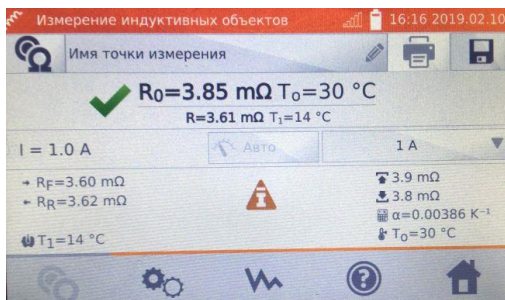 Измерение индуктивных объектов 16:16 2019.02.10
Имя точки измерения
R0=3.85 mΩ To=30 °C
R=3.61 mΩ T1=14 °C
I = 1.0 A Авто 1 A
RF=3.60 mΩ 3.9 mΩ
RR=3.62 mΩ 3.8 mΩ
α=0.00386 K⁻¹
T1=14 °C To=30 °C